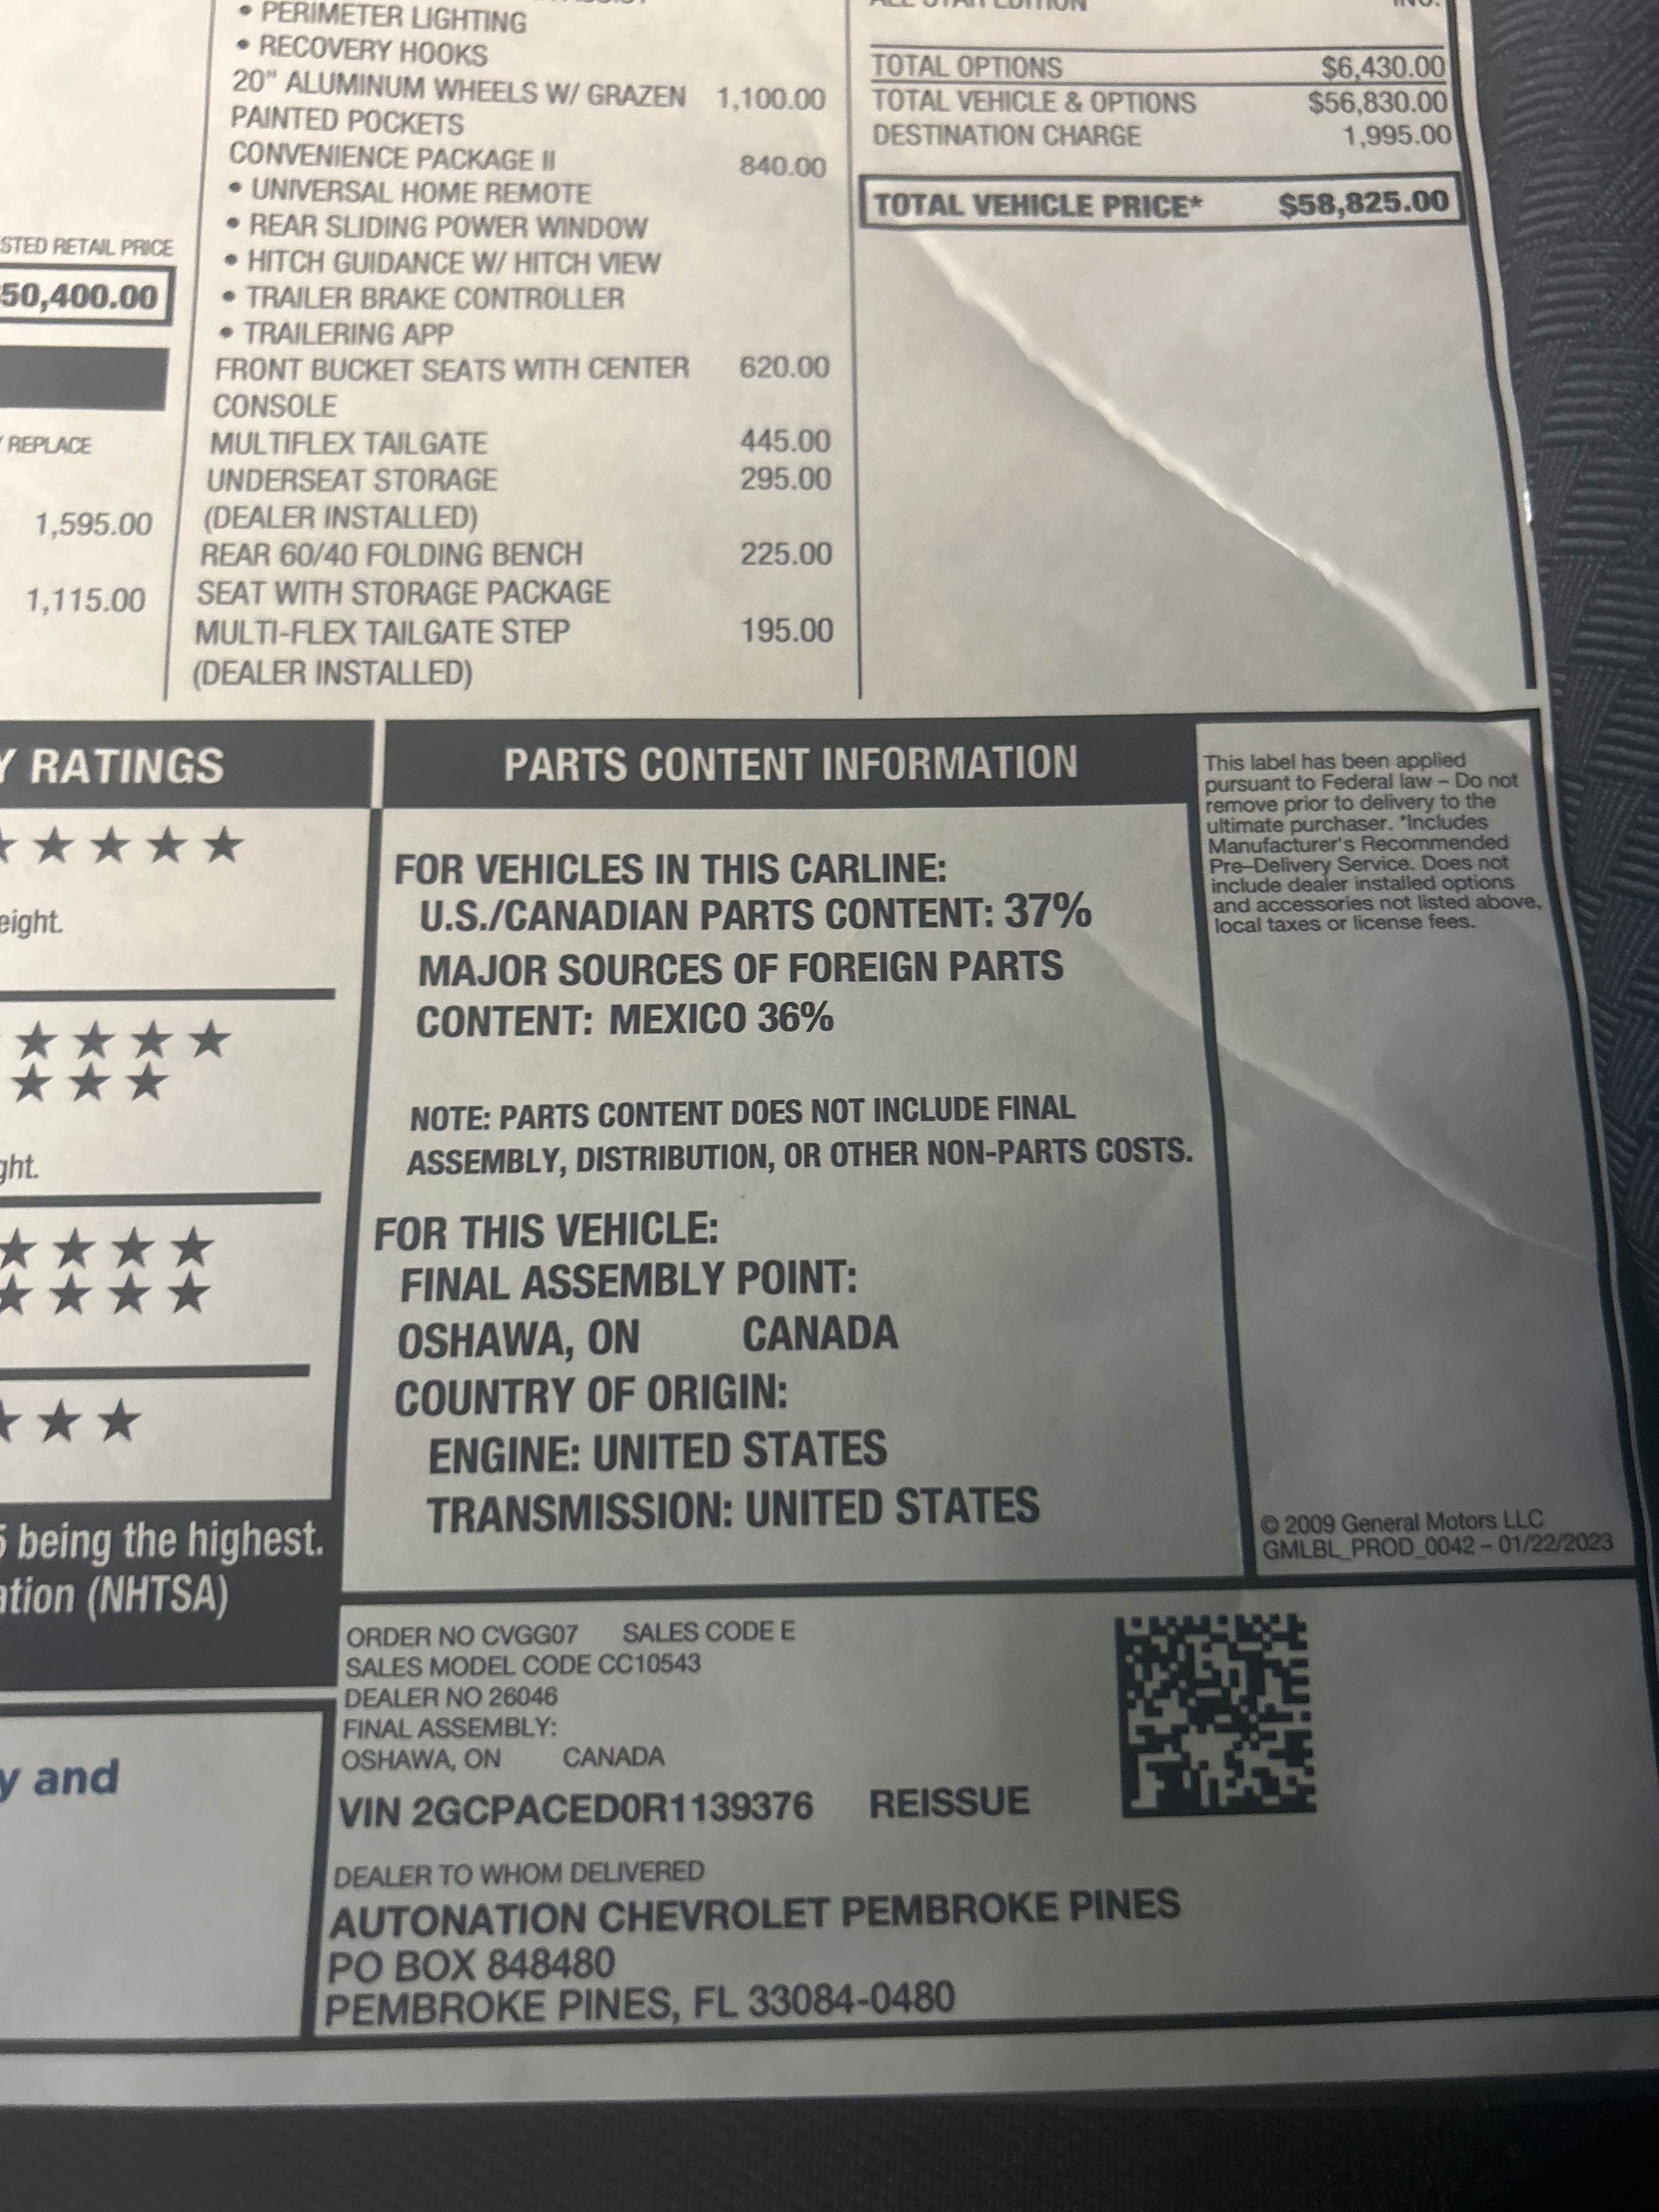 • PERIMETER LIGHTING
• RECOVERY HOOKS
20" ALUMINUM WHEELS W/ GRAZEN 1,100.00
PAINTED POCKETS
CONVENIENCE PACKAGE II 840.00
• UNIVERSAL HOME REMOTE
• REAR SLIDING POWER WINDOW
• HITCH GUIDANCE W/ HITCH VIEW
• TRAILER BRAKE CONTROLLER
• TRAILERING APP
FRONT BUCKET SEATS WITH CENTER 620.00
CONSOLE
MULTIFLEX TAILGATE 445.00
UNDERSEAT STORAGE 295.00
(DEALER INSTALLED)
REAR 60/40 FOLDING BENCH 225.00
SEAT WITH STORAGE PACKAGE
MULTI-FLEX TAILGATE STEP 195.00
(DEALER INSTALLED)
STED RETAIL PRICE
50,400.00
REPLACE
1,595.00
1,115.00
ALL STAR EDITION INC.
TOTAL OPTIONS $6,430.00
TOTAL VEHICLE & OPTIONS $56,830.00
DESTINATION CHARGE 1,995.00
TOTAL VEHICLE PRICE* $58,825.00
Y RATINGS
★★★★★
eight.
★★★★
★★★
ght.
★★★★
★★★★
★★★
5 being the highest.
ation (NHTSA)
y and
PARTS CONTENT INFORMATION
FOR VEHICLES IN THIS CARLINE:
U.S./CANADIAN PARTS CONTENT: 37%
MAJOR SOURCES OF FOREIGN PARTS
CONTENT: MEXICO 36%
NOTE: PARTS CONTENT DOES NOT INCLUDE FINAL
ASSEMBLY, DISTRIBUTION, OR OTHER NON-PARTS COSTS.
FOR THIS VEHICLE:
FINAL ASSEMBLY POINT:
OSHAWA, ON CANADA
COUNTRY OF ORIGIN:
ENGINE: UNITED STATES
TRANSMISSION: UNITED STATES
This label has been applied
pursuant to Federal law – Do not
remove prior to delivery to the
ultimate purchaser. *Includes
Manufacturer's Recommended
Pre–Delivery Service. Does not
include dealer installed options
and accessories not listed above,
local taxes or license fees.
© 2009 General Motors LLC
GMLBL_PROD_0042 – 01/22/2023
ORDER NO CVGG07 SALES CODE E
SALES MODEL CODE CC10543
DEALER NO 26046
FINAL ASSEMBLY:
OSHAWA, ON CANADA
VIN 2GCPACED0R1139376 REISSUE
DEALER TO WHOM DELIVERED
AUTONATION CHEVROLET PEMBROKE PINES
PO BOX 848480
PEMBROKE PINES, FL 33084-0480